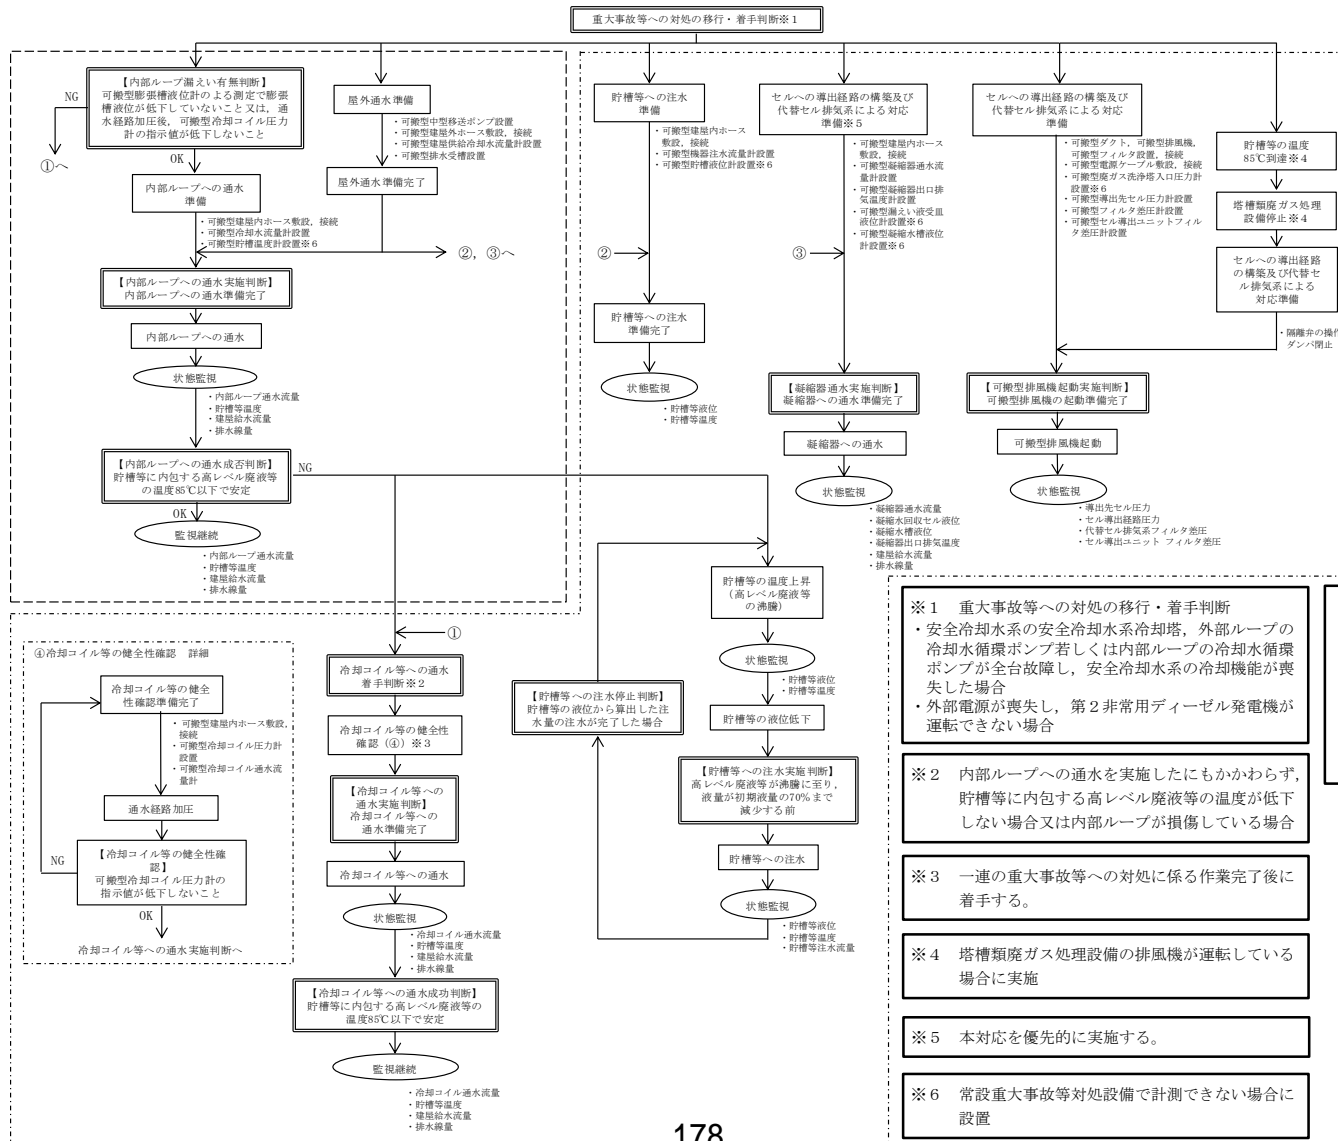 重大事故等への対処の移行・着手判断※1
【内部ループ漏えい有無判断】
可搬型膨張槽液位計のよる測定で膨張
槽液位が低下していないこと又は，通
水経路加圧後，可搬型冷却コイル圧力
計の指示値が低下しないこと
NG
①へ
OK
内部ループへの通水
準備
・可搬型建屋内ホース敷設，接続
・可搬型冷却水流量計設置
・可搬型貯槽温度計設置※6
屋外通水準備
・可搬型中型移送ポンプ設置
・可搬型建屋外ホース敷設，接続
・可搬型建屋供給冷却水流量計設置
・可搬型排水受槽設置
屋外通水準備完了
②，③へ
【内部ループへの通水実施判断】
内部ループへの通水準備完了
内部ループへの通水
状態監視
・内部ループ通水流量
・貯槽等温度
・建屋給水流量
・排水線量
【内部ループへの通水成否判断】
貯槽等に内包する高レベル廃液等
の温度85℃以下で安定
NG
OK
監視継続
・内部ループ通水流量
・貯槽等温度
・建屋給水流量
・排水線量
貯槽等への注水
準備
・可搬型建屋内ホース
敷設，接続
・可搬型機器注水流量計設置
・可搬型貯槽液位計設置※6
②
貯槽等への注水
準備完了
状態監視
・貯槽等液位
・貯槽等温度
セルへの導出経路の構築及び
代替セル排気系による対応
準備※5
・可搬型建屋内ホース
敷設，接続
・可搬型凝縮器通水流
量計設置
・可搬型凝縮器出口排
気温度計設置
・可搬型漏えい液受皿
液位計設置※6
・可搬型凝縮水槽液位
計設置※6
③
【凝縮器通水実施判断】
凝縮器への通水準備完了
凝縮器への通水
状態監視
・凝縮器通水流量
・凝縮水回収セル液位
・凝縮水槽液位
・凝縮器出口排気温度
・建屋給水流量
・排水線量
セルへの導出経路の構築及び
代替セル排気系による対応
準備
・可搬型ダクト，可搬型排風機，
可搬型フィルタ設置，接続
・可搬型電源ケーブル敷設，接続
・可搬型廃ガス洗浄塔入口圧力計
設置※6
・可搬型導出先セル圧力計設置
・可搬型フィルタ差圧計設置
・可搬型セル導出ユニットフィル
タ差圧計設置
貯槽等の温度
85℃到達※4
塔槽類廃ガス処理
設備停止※4
セルへの導出経路
の構築及び代替セ
ル排気系による
対応準備
・隔離弁の操作
ダンパ閉止
【可搬型排風機起動実施判断】
可搬型排風機の起動準備完了
可搬型排風機起動
状態監視
・導出先セル圧力
・セル導出経路圧力
・代替セル排気系フィルタ差圧
・セル導出ユニット フィルタ差圧
貯槽等の温度上昇
（高レベル廃液等
の沸騰）
状態監視
・貯槽等液位
・貯槽等温度
貯槽等の液位低下
【貯槽等への注水実施判断】
高レベル廃液等が沸騰に至り，
液量が初期液量の70％まで
減少する前
貯槽等への注水
状態監視
・貯槽等液位
・貯槽等温度
・貯槽等注水流量
【貯槽等への注水停止判断】
貯槽等の液位から算出した注
水量の注水が完了した場合
①
冷却コイル等への通水
着手判断※2
冷却コイル等の健全性
確認（④）※3
【冷却コイル等への
通水実施判断】
冷却コイル等への
通水準備完了
冷却コイル等への通水
状態監視
・冷却コイル通水流量
・貯槽等温度
・建屋給水流量
・排水線量
【冷却コイル等への通水成功判断】
貯槽等に内包する高レベル廃液等の
温度85℃以下で安定
監視継続
・冷却コイル通水流量
・貯槽等温度
・建屋給水流量
・排水線量
④冷却コイル等の健全性確認　詳細
冷却コイル等の健全
性確認準備完了
・可搬型建屋内ホース敷設，
接続
・可搬型冷却コイル圧力計
設置
・可搬型冷却コイル通水流
量計
通水経路加圧
【冷却コイル等の健全性確
認】
可搬型冷却コイル圧力計の
指示値が低下しないこと
NG
OK
冷却コイル等への通水実施判断へ
※1　重大事故等への対処の移行・着手判断
・安全冷却水系の安全冷却水系冷却塔，外部ループの
冷却水循環ポンプ若しくは内部ループの冷却水循環
ポンプが全台故障し，安全冷却水系の冷却機能が喪
失した場合
・外部電源が喪失し，第2非常用ディーゼル発電機が
運転できない場合
※2　内部ループへの通水を実施したにもかかわらず，
貯槽等に内包する高レベル廃液等の温度が低下
しない場合又は内部ループが損傷している場合
※3　一連の重大事故等への対処に係る作業完了後に
着手する。
※4　塔槽類廃ガス処理設備の排風機が運転している
場合に実施
※5　本対応を優先的に実施する。
※6　常設重大事故等対処設備で計測できない場合に
設置
178